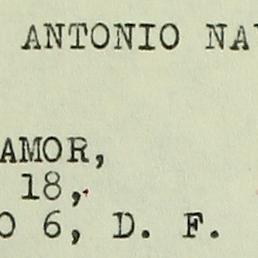 ANTONIO NA
AMOR,
18,
O 6, D. F.